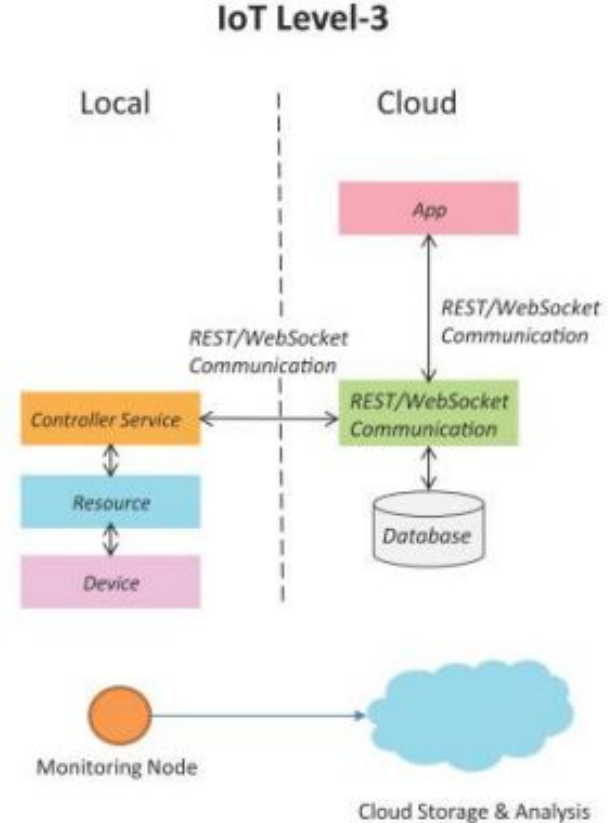 IoT Level-3
Local
Cloud
App
REST/WebSocket
Communication
REST/WebSocket
Communication
Controller Service
REST/WebSocket
Communication
Resource
Database
Device
Monitoring Node
Cloud Storage & Analysis